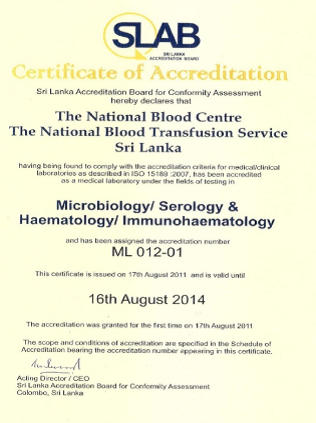 SLAB
SRI LANKA
ACCREDITATION BOARD
Certificate of Accreditation
Sri Lanka Accreditation Board for Conformity Assessment
hereby declares that
The National Blood Centre
The National Blood Transfusion Service
Sri Lanka
having being found to comply with the accreditation criteria for medical/clinical
laboratories as described in ISO 15189 :2007, has been accredited
as a medical laboratory under the fields of testing in
Microbiology/ Serology &
Haematology/ Immunohaematology
and has been assigned the accreditation number
ML 012-01
This certificate is issued on 17th August 2011 and is valid until
16th August 2014
The accreditation was granted for the first time on 17th August 2011
The scope and conditions of accreditation are specified in the Schedule of
Accreditation bearing the accreditation number appearing in this certificate.
Acting Director / CEO
Sri Lanka Accreditation Board for Conformity Assessment
Colombo, Sri Lanka